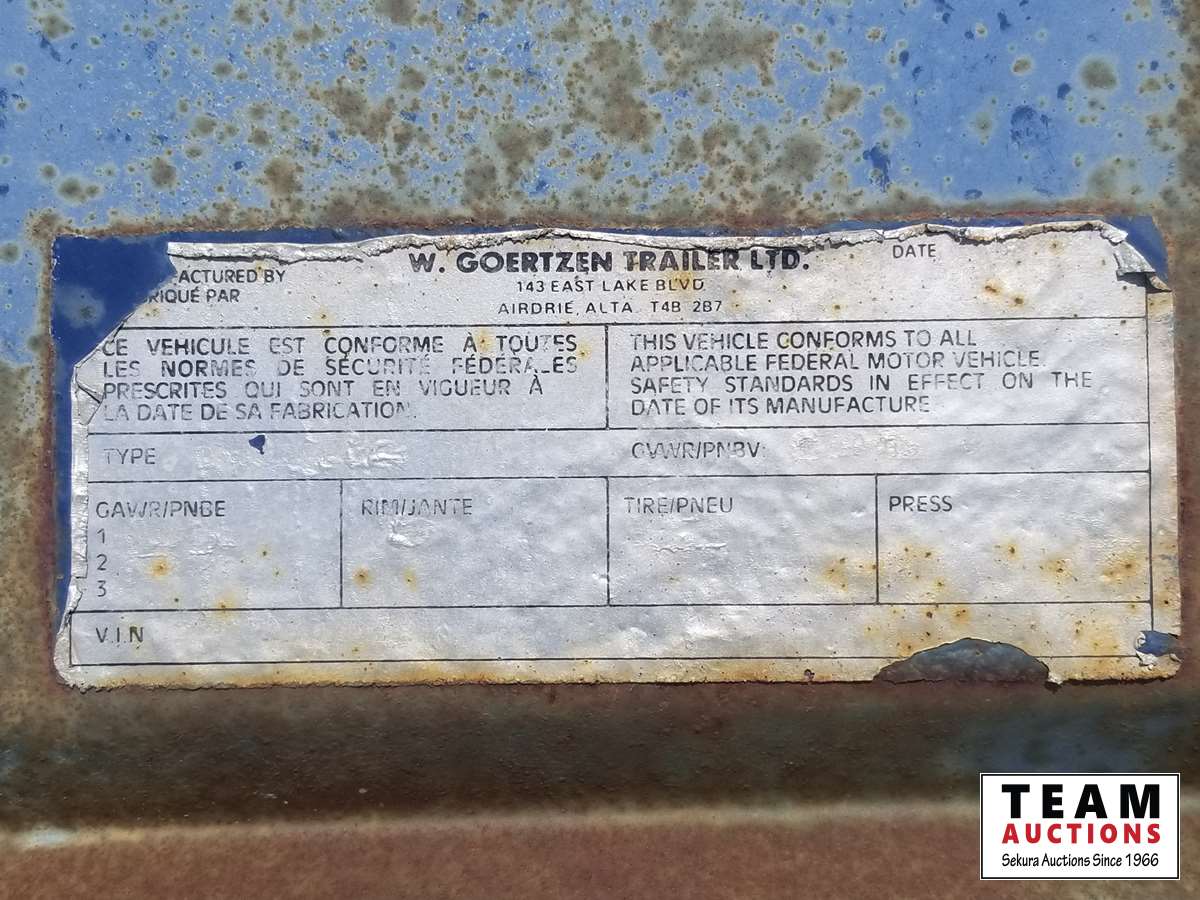 ACTURED BY
RIQUÉ PAR
W. GOERTZEN TRAILER LTD.
143 EAST LAKE BLVD.
AIRDRIE, ALTA. T4B 2B7
DATE
CE VEHICULE EST CONFORME À TOUTES
LES NORMES DE SÉCURITÉ FÉDÉRALES
PRESCRITES QUI SONT EN VIGUEUR À
LA DATE DE SA FABRICATION.
THIS VEHICLE CONFORMS TO ALL
APPLICABLE FEDERAL MOTOR VEHICLE
SAFETY STANDARDS IN EFFECT ON THE
DATE OF ITS MANUFACTURE
TYPE
GVWR/PNBV:
GAWR/PNBE
1
2
3
RIM/JANTE
TIRE/PNEU
PRESS
V.I.N
TEAM
AUCTIONS
Sekura Auctions Since 1966